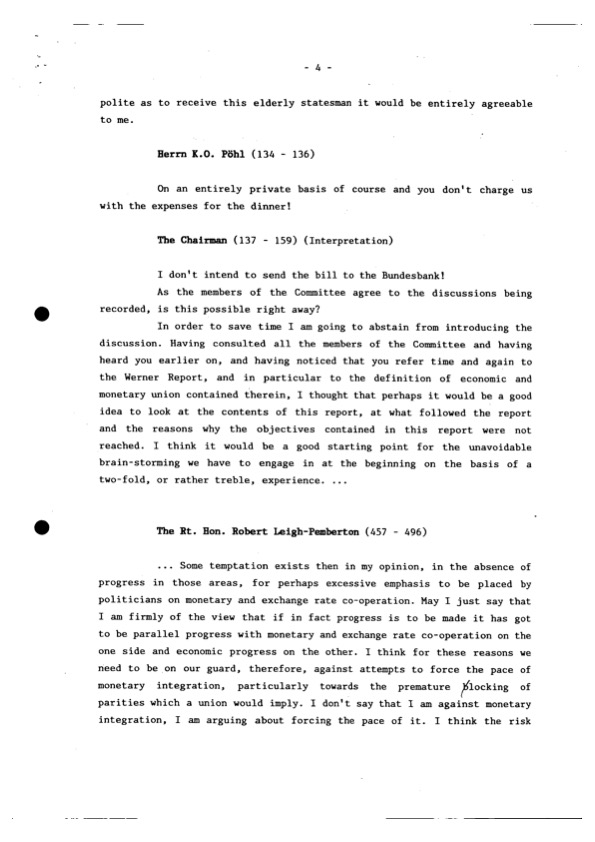 - 4 -
polite as to receive this elderly statesman it would be entirely agreeable
to me.
Herrn K.O. Pöhl (134 - 136)
On an entirely private basis of course and you don't charge us
with the expenses for the dinner!
The Chairman (137 - 159) (Interpretation)
I don't intend to send the bill to the Bundesbank!
As the members of the Committee agree to the discussions being
recorded, is this possible right away?
In order to save time I am going to abstain from introducing the
discussion. Having consulted all the members of the Committee and having
heard you earlier on, and having noticed that you refer time and again to
the Werner Report, and in particular to the definition of economic and
monetary union contained therein, I thought that perhaps it would be a good
idea to look at the contents of this report, at what followed the report
and the reasons why the objectives contained in this report were not
reached. I think it would be a good starting point for the unavoidable
brain-storming we have to engage in at the beginning on the basis of a
two-fold, or rather treble, experience. ...
The Rt. Hon. Robert Leigh-Pemberton (457 - 496)
... Some temptation exists then in my opinion, in the absence of
progress in those areas, for perhaps excessive emphasis to be placed by
politicians on monetary and exchange rate co-operation. May I just say that
I am firmly of the view that if in fact progress is to be made it has got
to be parallel progress with monetary and exchange rate co-operation on the
one side and economic progress on the other. I think for these reasons we
need to be on our guard, therefore, against attempts to force the pace of
monetary integration, particularly towards the premature blocking of
parities which a union would imply. I don't say that I am against monetary
integration, I am arguing about forcing the pace of it. I think the risk